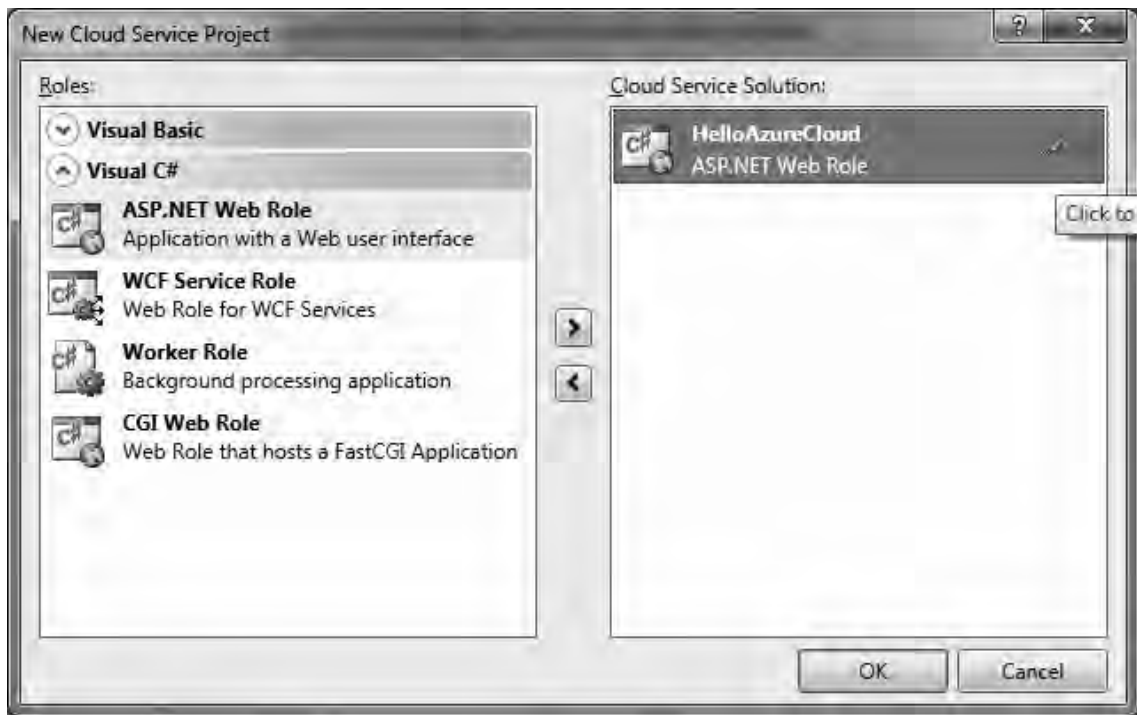 New Cloud Service Project
Roles:
Cloud Service Solution:
Visual Basic
Visual C#
C#
ASP.NET Web Role
Application with a Web user interface
C#
WCF Service Role
Web Role for WCF Services
C#
Worker Role
Background processing application
C#
CGI Web Role
Web Role that hosts a FastCGI Application
C#
HelloAzureCloud
ASP.NET Web Role
Click to
>
<
OK
Cancel